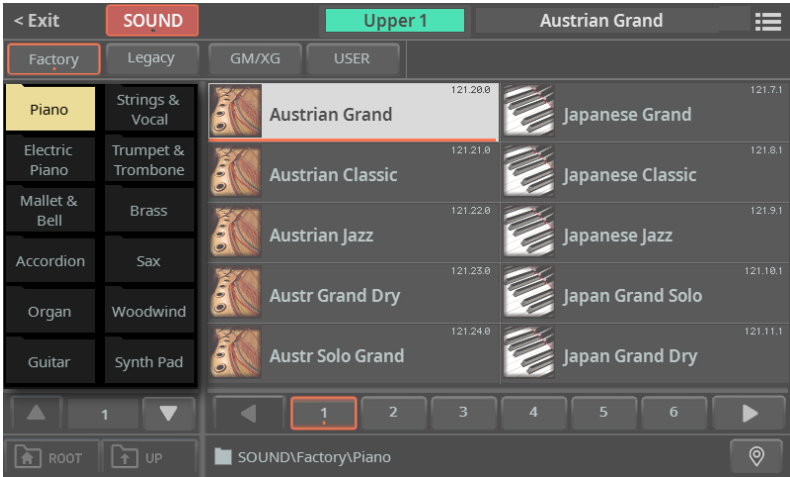 < Exit
SOUND
Upper 1
Austrian Grand
Factory
Legacy
GM/XG
USER
Piano
Strings &
Vocal
Electric
Piano
Trumpet &
Trombone
Mallet &
Bell
Brass
Accordion
Sax
Organ
Woodwind
Guitar
Synth Pad
121.20.0
Austrian Grand
121.7.1
Japanese Grand
121.21.0
Austrian Classic
121.8.1
Japanese Classic
121.22.0
Austrian Jazz
121.9.1
Japanese Jazz
121.23.0
Austr Grand Dry
121.10.1
Japan Grand Solo
121.24.0
Austr Solo Grand
121.11.1
Japan Grand Dry
1
1
2
3
4
5
6
ROOT
UP
SOUND\Factory\Piano